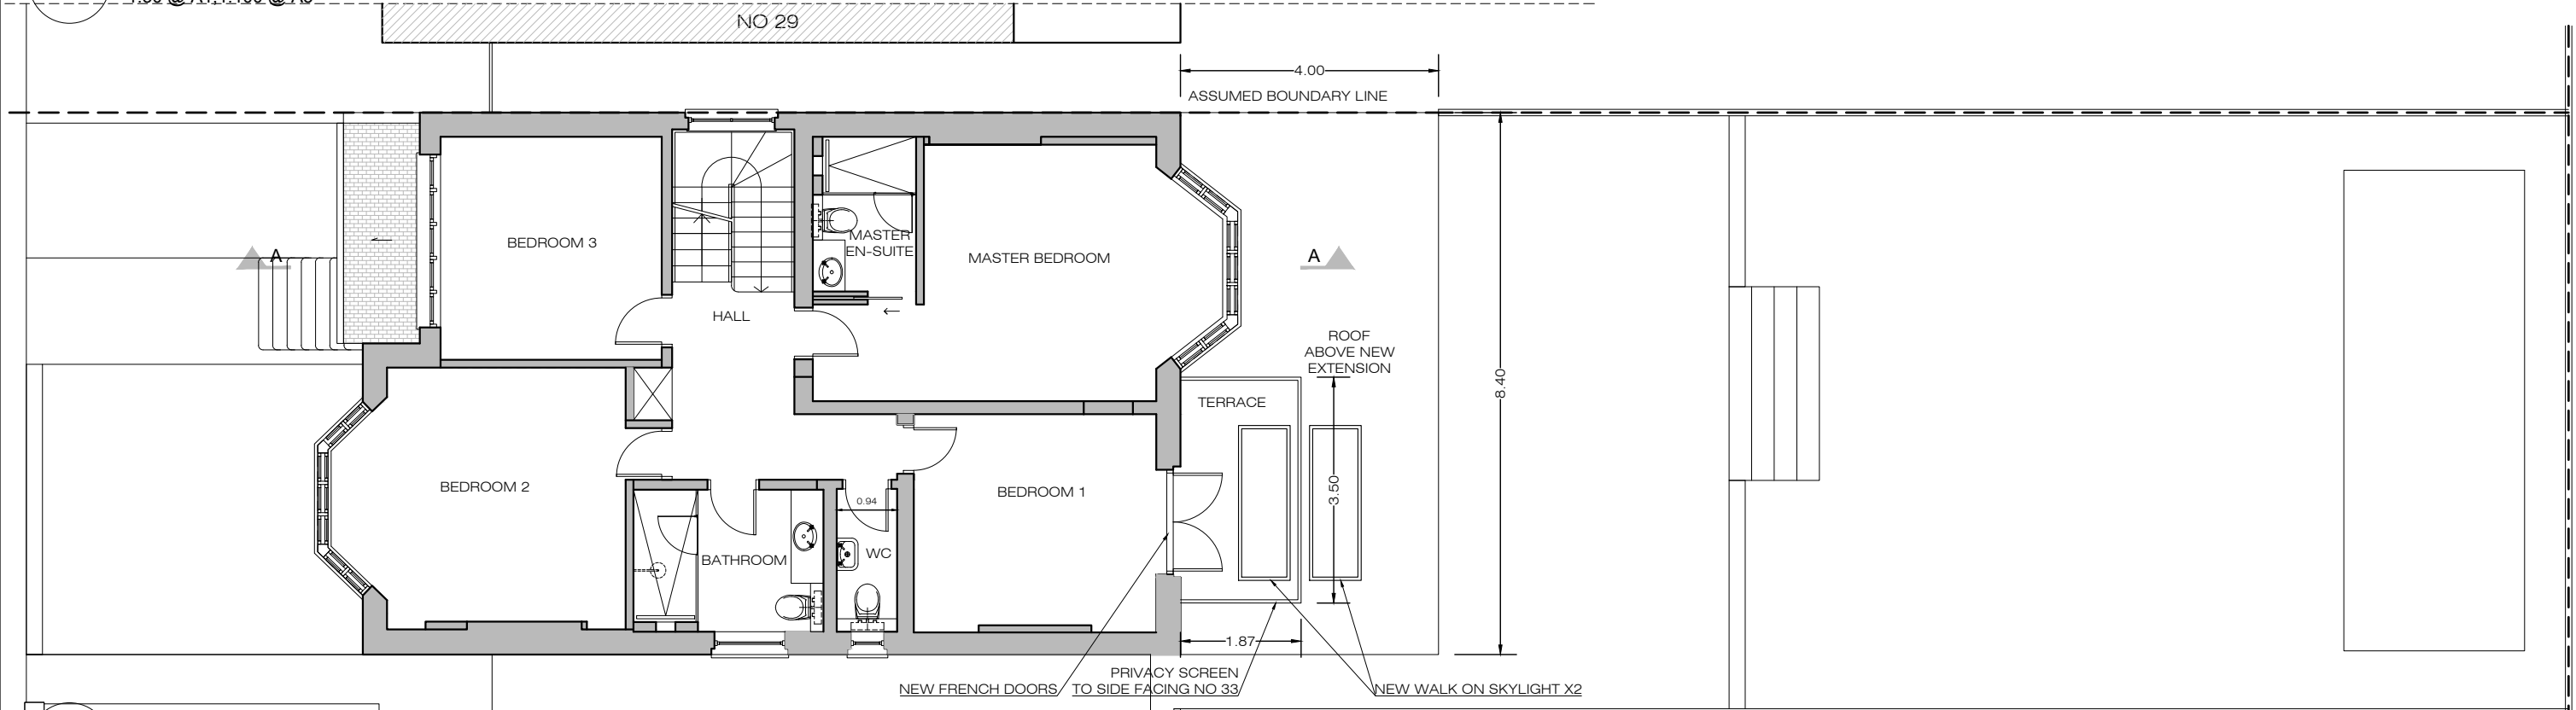 NO 29
4.00
ASSUMED BOUNDARY LINE
BEDROOM 3
MASTER
EN-SUITE
MASTER BEDROOM
A
A
HALL
ROOF
ABOVE NEW
EXTENSION
TERRACE
8.40
BEDROOM 2
BEDROOM 1
3.50
0.94
BATHROOM
WC
1.87
PRIVACY SCREEN
TO SIDE FACING NO 33
NEW FRENCH DOORS
NEW WALK ON SKYLIGHT X2